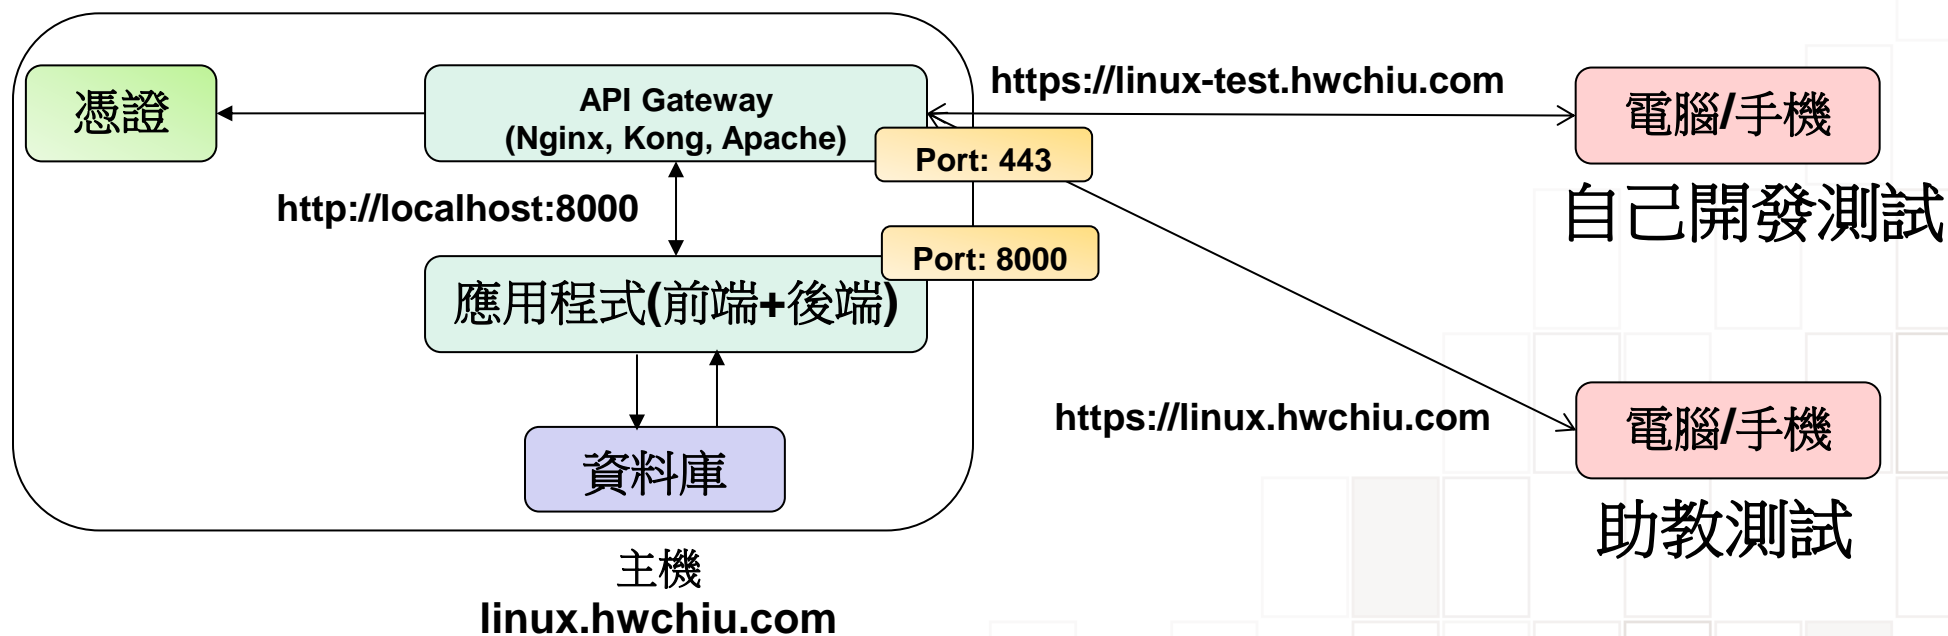 憑證
API Gateway
(Nginx, Kong, Apache)
https://linux-test.hwchiu.com
電腦/手機
Port: 443
自己開發測試
http://localhost:8000
Port: 8000
應用程式(前端+後端)
https://linux.hwchiu.com
電腦/手機
資料庫
助教測試
主機
linux.hwchiu.com